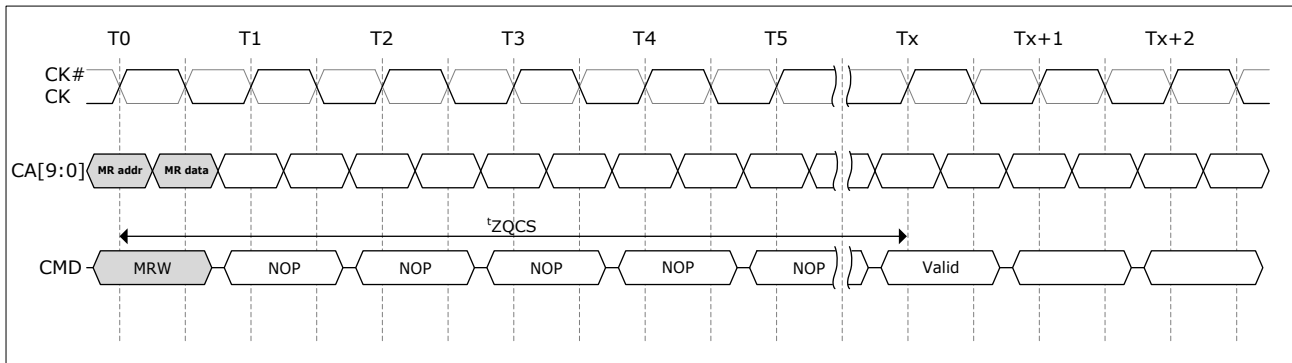 T0 T1 T2 T3 T4 T5 Tx Tx+1 Tx+2
CK#
CK
CA[9:0] MR addr MR data
tZQCS
CMD MRW NOP NOP NOP NOP NOP Valid